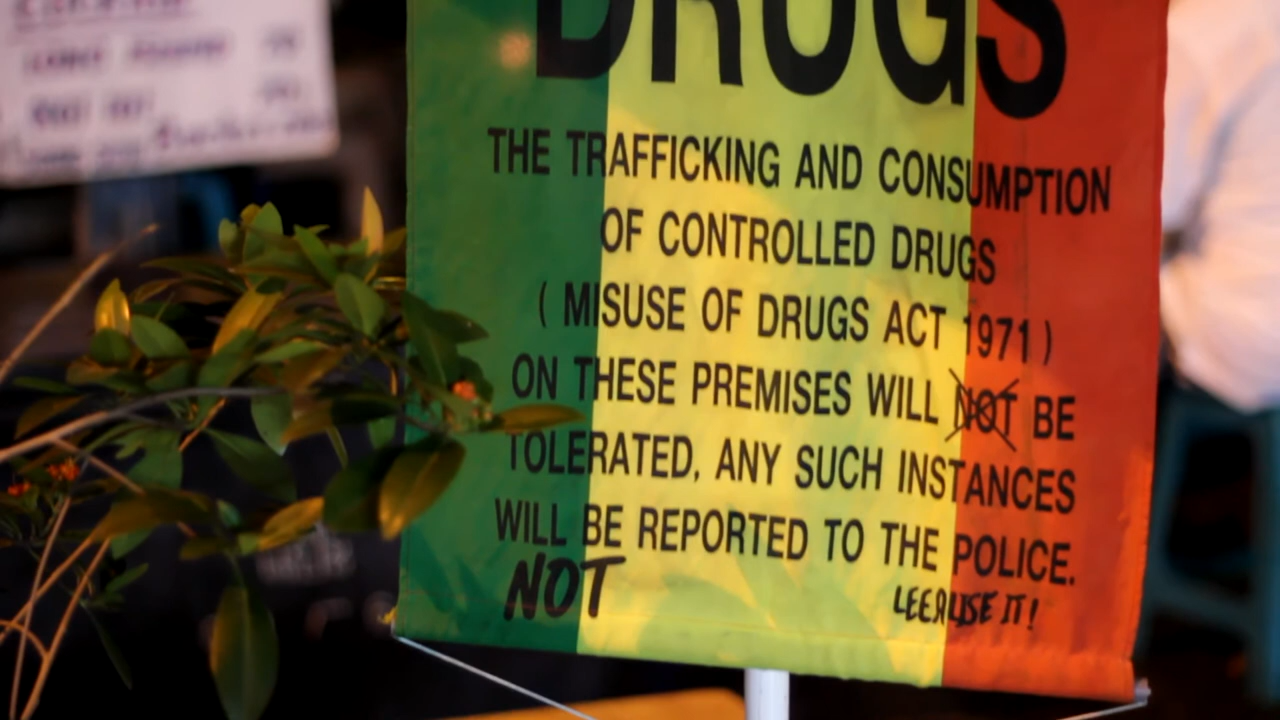 DRUGS
THE TRAFFICKING AND CONSUMPTION
OF CONTROLLED DRUGS
( MISUSE OF DRUGS ACT 1971 )
ON THESE PREMISES WILL NOT BE
TOLERATED, ANY SUCH INSTANCES
WILL BE REPORTED TO THE POLICE.
NOT
IT!